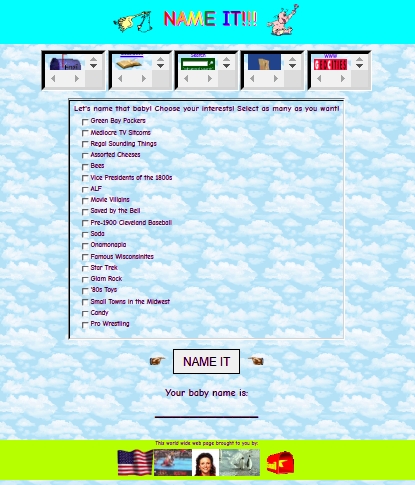 NAME IT!!!
Search
WWW
Let's name that baby! Choose your interests! Select as many as you want!
Green Bay Packers
Mediocre TV Sitcoms
Regal Sounding Things
Assorted Cheeses
Bees
Vice Presidents of the 1800s
ALF
Movie Villains
Saved by the Bell
Pre-1900 Cleveland Baseball
Soda
Onamonapia
Famous Wisconsinites
Star Trek
Glam Rock
'80s Toys
Small Towns in the Midwest
Candy
Pro Wrestling
NAME IT
Your baby name is:
This world wide web page brought to you by: